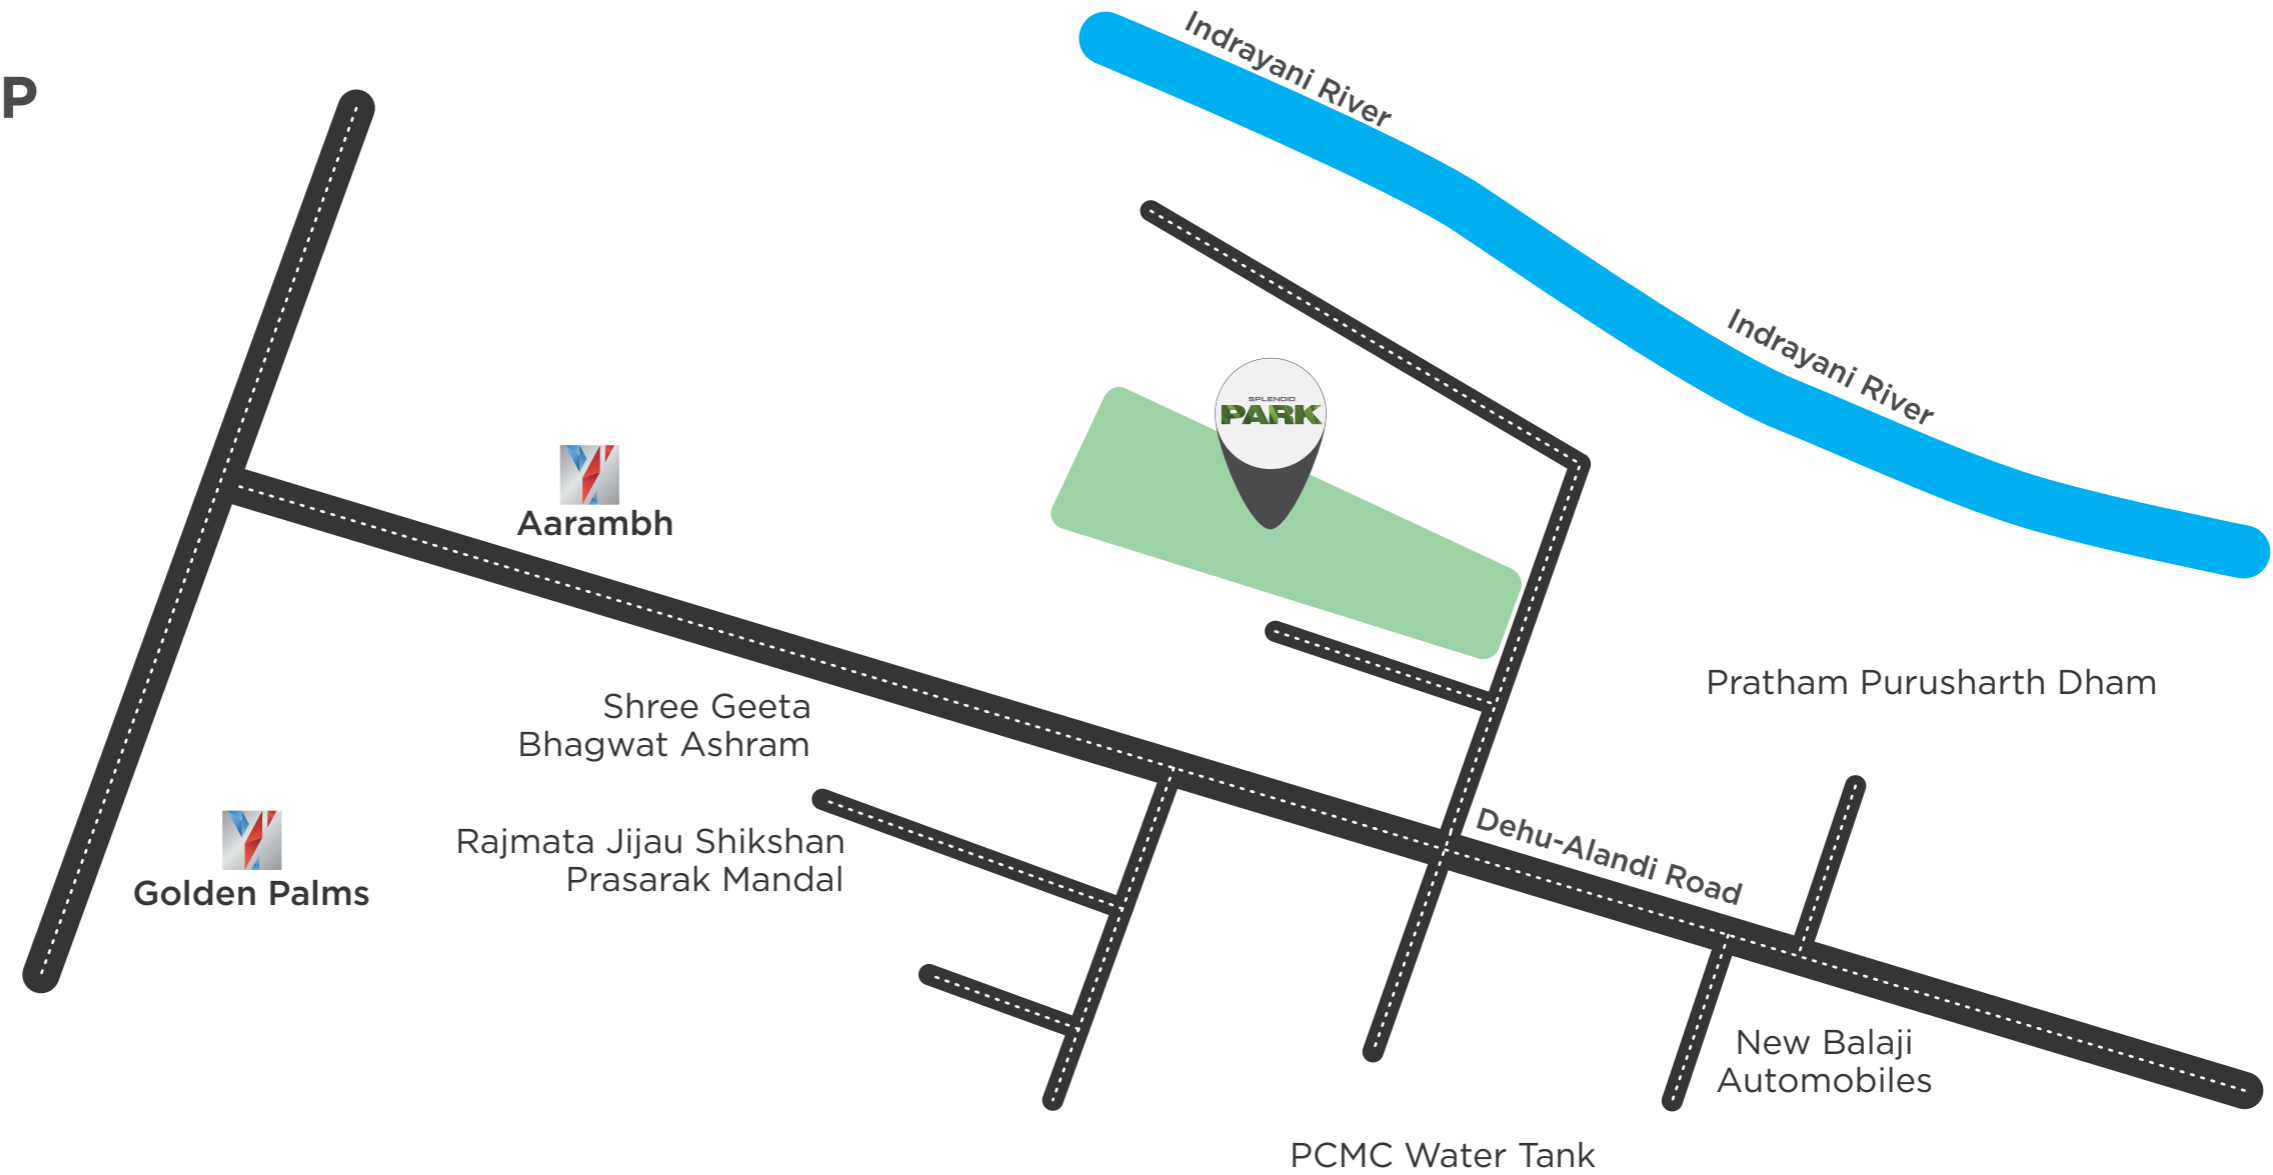 P
Indrayani River
Indrayani River
SPLENDID
PARK
Aarambh
Shree Geeta
Bhagwat Ashram
Pratham Purusharth Dham
Rajmata Jijau Shikshan
Prasarak Mandal
Dehu-Alandi Road
Golden Palms
New Balaji
Automobiles
PCMC Water Tank